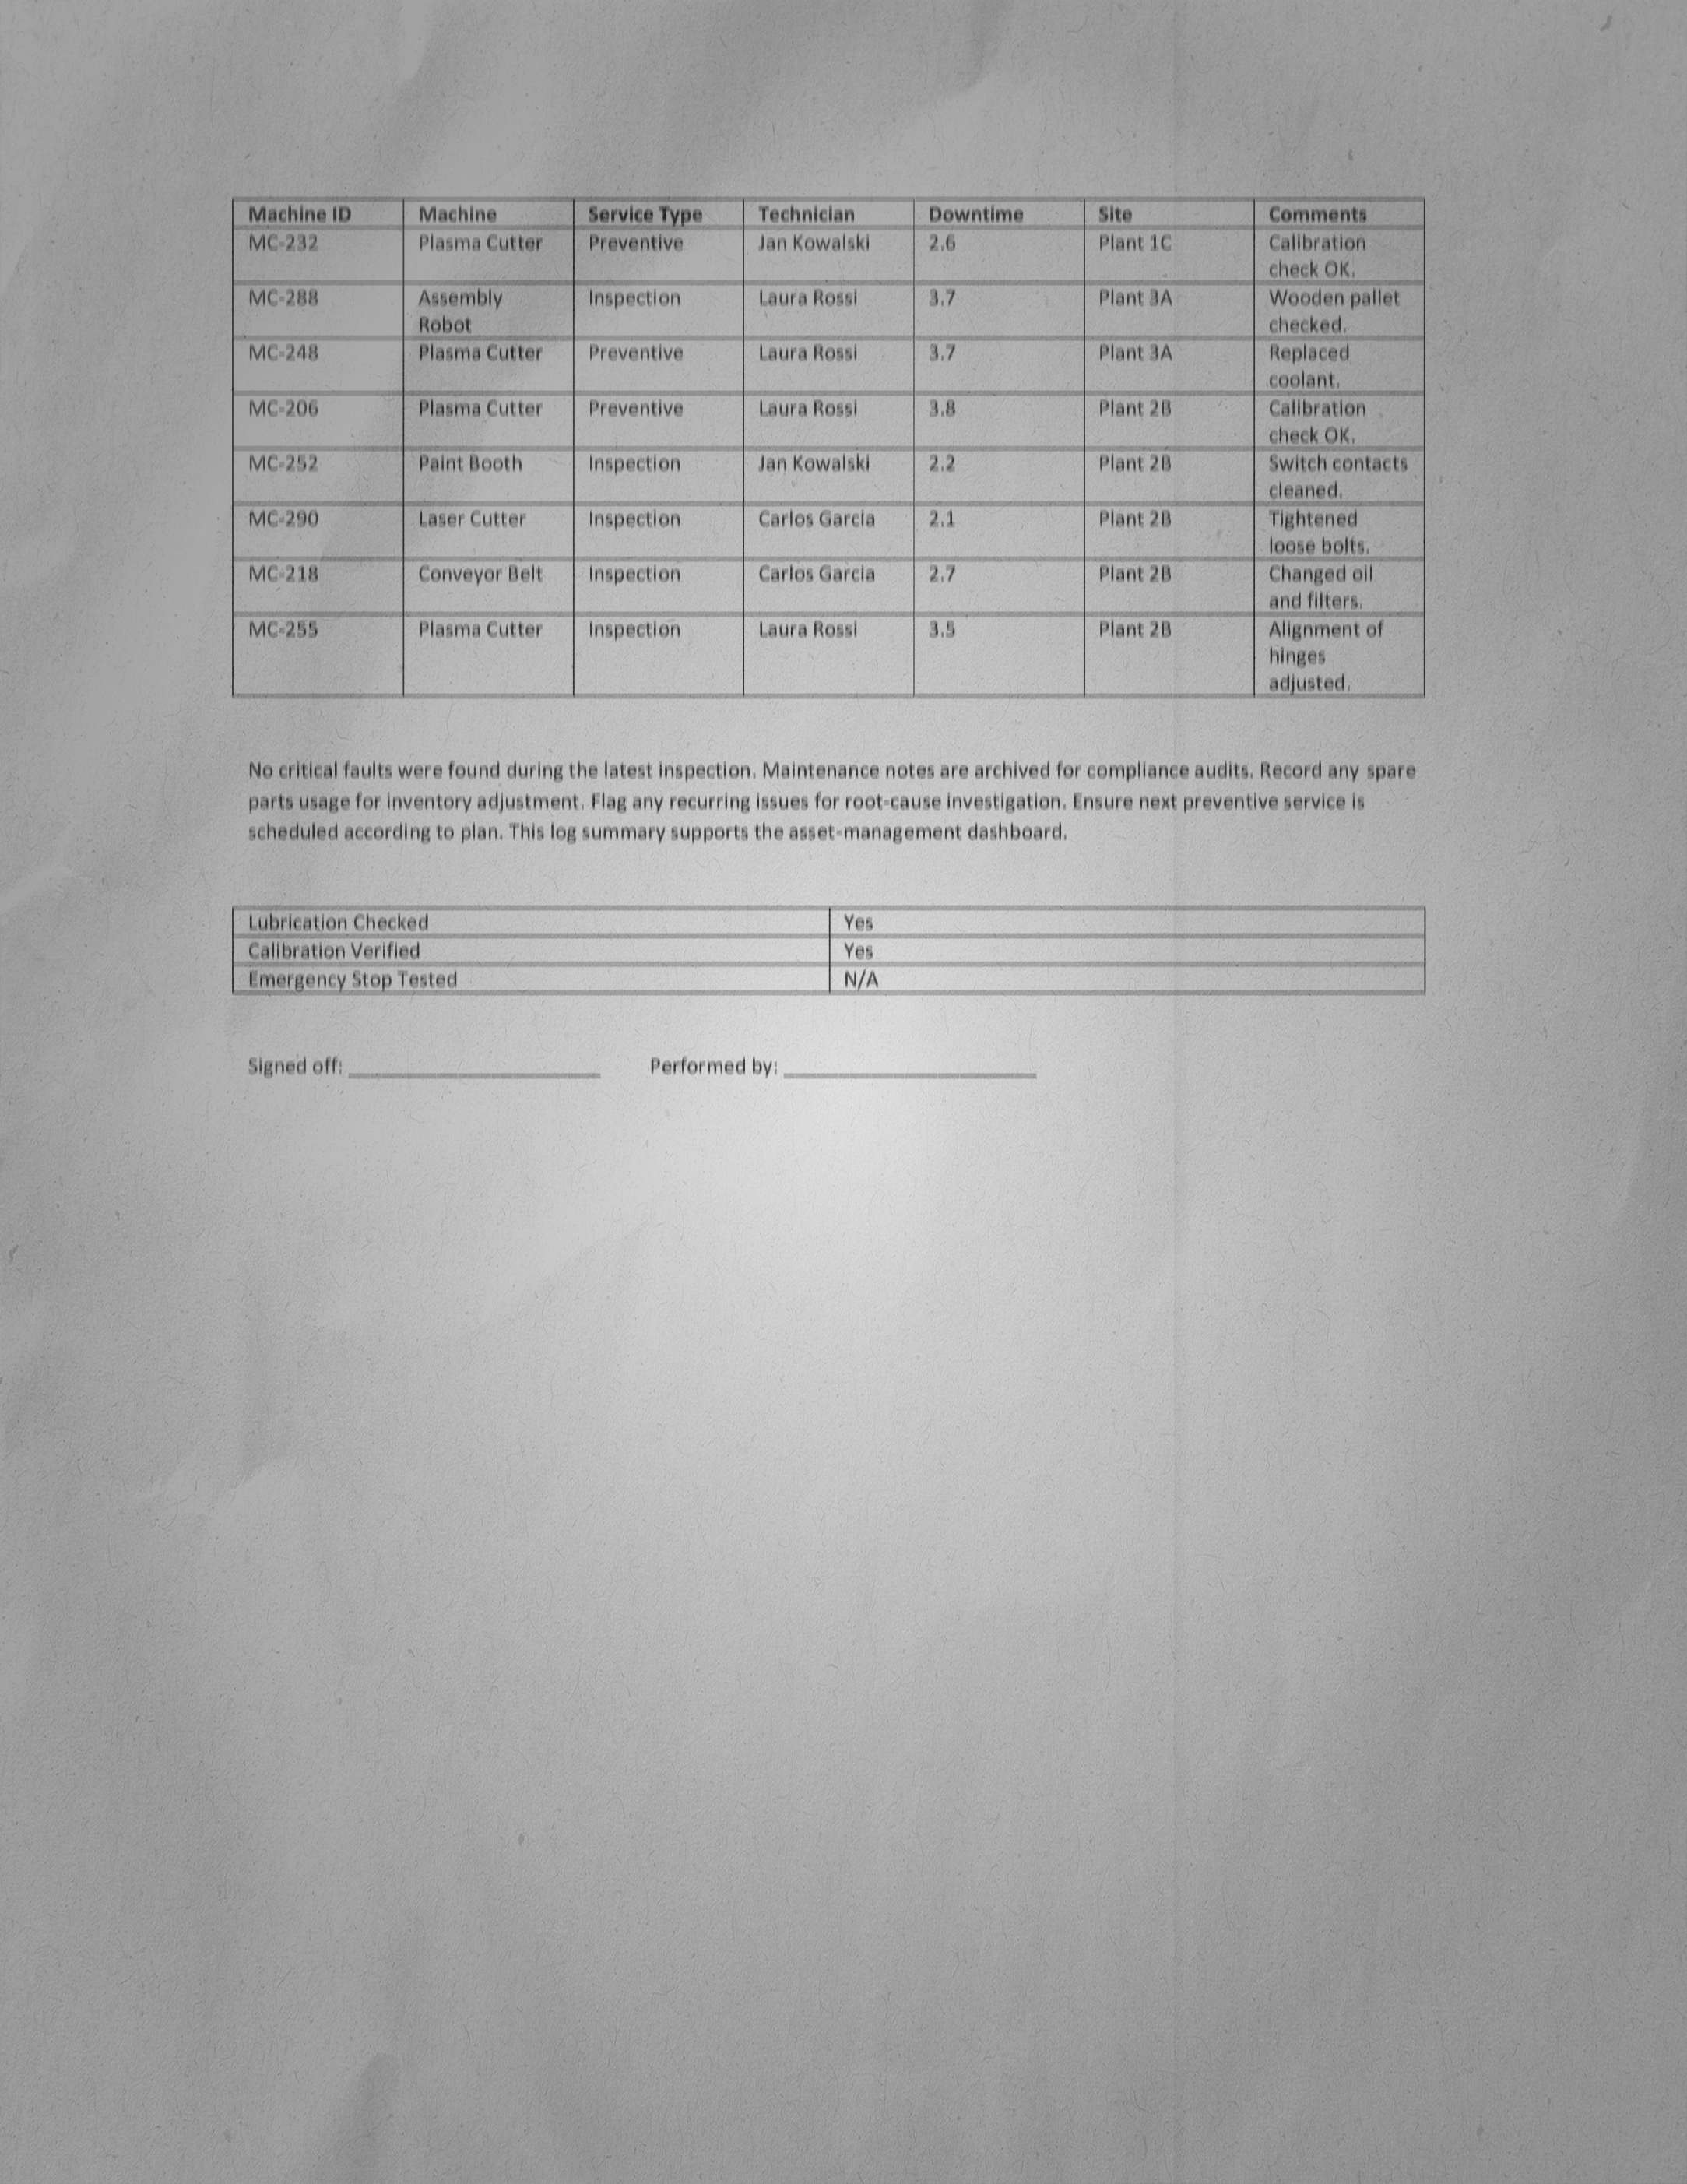 Machine ID Machine Service Type Technician Downtime Site Comments
MC-232 Plasma Cutter Preventive Jan Kowalski 2.6 Plant 1C Calibration
check OK.
MC-288 Assembly Inspection Laura Rossi 3.7 Plant 3A Wooden pallet
Robot checked.
MC-248 Plasma Cutter Preventive Laura Rossi 3.7 Plant 3A Replaced
coolant.
MC-206 Plasma Cutter Preventive Laura Rossi 3.8 Plant 2B Calibration
check OK.
MC-252 Paint Booth Inspection Jan Kowalski 2.2 Plant 2B Switch contacts
cleaned.
MC-290 Laser Cutter Inspection Carlos Garcia 2.1 Plant 2B Tightened
loose bolts.
MC-218 Conveyor Belt Inspection Carlos Garcia 2.7 Plant 2B Changed oil
and filters.
MC-255 Plasma Cutter Inspection Laura Rossi 3.5 Plant 2B Alignment of
hinges
adjusted.
No critical faults were found during the latest inspection. Maintenance notes are archived for compliance audits. Record any spare
parts usage for inventory adjustment. Flag any recurring issues for root-cause investigation. Ensure next preventive service is
scheduled according to plan. This log summary supports the asset-management dashboard.
Lubrication Checked Yes
Calibration Verified Yes
Emergency Stop Tested N/A
Signed off: Performed by: